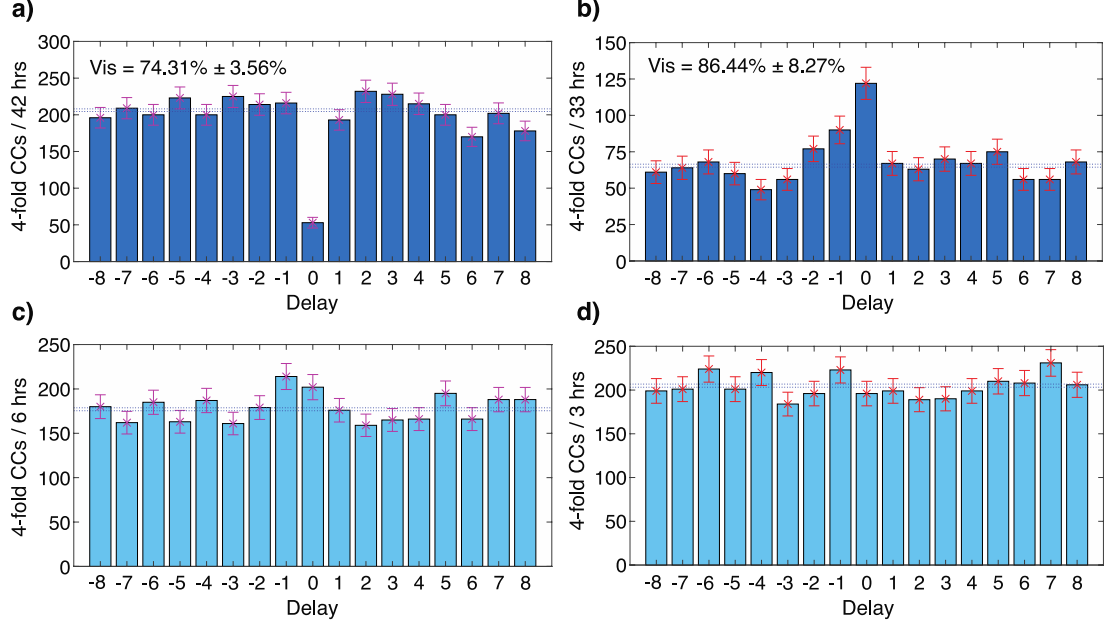 a)
Vis = 74.31% ± 3.56%
4-fold CCs / 42 hrs
300
250
200
150
100
50
0
-8 -7 -6 -5 -4 -3 -2 -1 0 1 2 3 4 5 6 7 8
Delay
b)
Vis = 86.44% ± 8.27%
4-fold CCs / 33 hrs
150
125
100
75
50
25
0
-8 -7 -6 -5 -4 -3 -2 -1 0 1 2 3 4 5 6 7 8
Delay
c)
4-fold CCs / 6 hrs
250
200
150
100
50
0
-8 -7 -6 -5 -4 -3 -2 -1 0 1 2 3 4 5 6 7 8
Delay
d)
4-fold CCs / 3 hrs
250
200
150
100
50
0
-8 -7 -6 -5 -4 -3 -2 -1 0 1 2 3 4 5 6 7 8
Delay